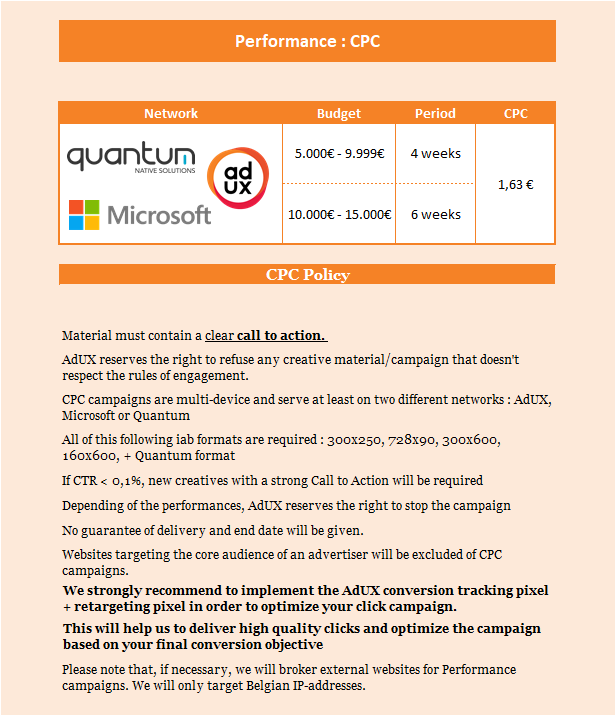 Performance : CPC
Network Budget Period CPC
quantum
NATIVE SOLUTIONS
ad
UX
Microsoft
5.000€ - 9.999€ 4 weeks
1,63 €
10.000€ - 15.000€ 6 weeks
CPC Policy
Material must contain a clear call to action.
AdUX reserves the right to refuse any creative material/campaign that doesn't
respect the rules of engagement.
CPC campaigns are multi-device and serve at least on two different networks : AdUX,
Microsoft or Quantum
All of this following iab formats are required : 300x250, 728x90, 300x600,
160x600, + Quantum format
If CTR < 0,1%, new creatives with a strong Call to Action will be required
Depending of the performances, AdUX reserves the right to stop the campaign
No guarantee of delivery and end date will be given.
Websites targeting the core audience of an advertiser will be excluded of CPC
campaigns.
We strongly recommend to implement the AdUX conversion tracking pixel
+ retargeting pixel in order to optimize your click campaign.
This will help us to deliver high quality clicks and optimize the campaign
based on your final conversion objective
Please note that, if necessary, we will broker external websites for Performance
campaigns. We will only target Belgian IP-addresses.